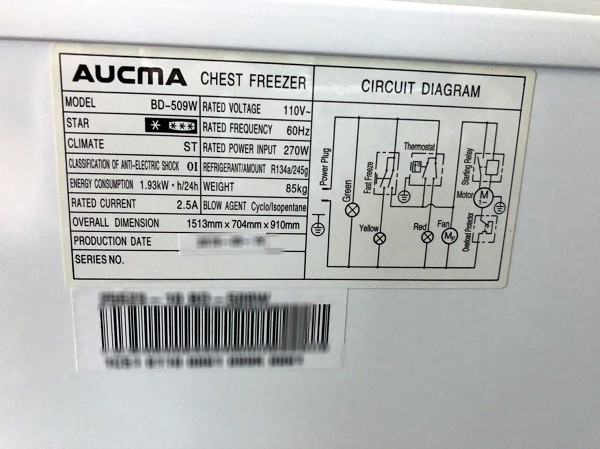 AUCMA CHEST FREEZER
MODEL BD-509W
STAR
CLIMATE ST
CLASSIFICATION OF ANTI-ELECTRIC SHOCK OI
ENERGY CONSUMPTION 1.93kW·h/24h
RATED CURRENT 2.5A
RATED VOLTAGE 110V~
RATED FREQUENCY 60Hz
RATED POWER INPUT 270W
REFRIGERANT/AMOUNT R134a/245g
WEIGHT 85kg
BLOW AGENT Cyclo/Isopentane
OVERALL DIMENSION 1513mm x 704mm x 910mm
PRODUCTION DATE
SERIES NO.
CIRCUIT DIAGRAM
Power Plug
Green
Fast Freeze
Yellow
Thermostat
Red
Fan
M
Starting Relay
Motor
M
Overload Protector